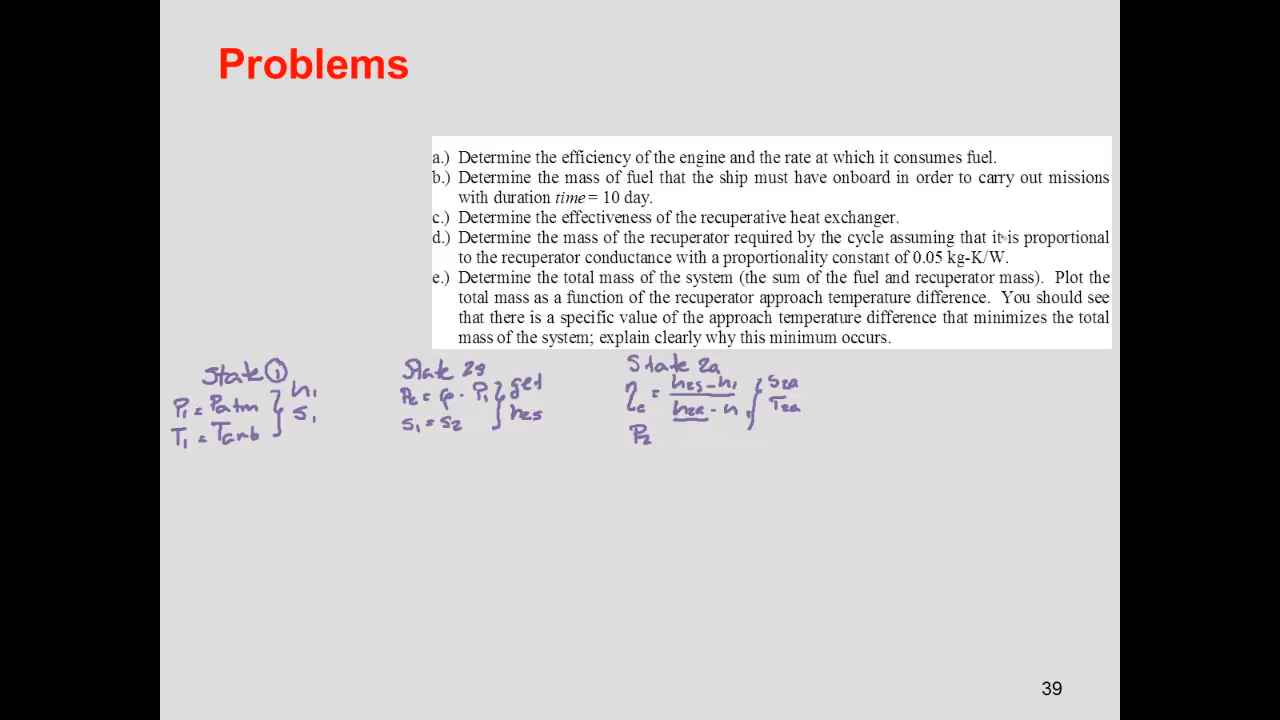 Problems
a.) Determine the efficiency of the engine and the rate at which it consumes fuel.
b.) Determine the mass of fuel that the ship must have onboard in order to carry out missions
with duration time = 10 day.
c.) Determine the effectiveness of the recuperative heat exchanger.
d.) Determine the mass of the recuperator required by the cycle assuming that it is proportional
to the recuperator conductance with a proportionality constant of 0.05 kg-K/W.
e.) Determine the total mass of the system (the sum of the fuel and recuperator mass). Plot the
total mass as a function of the recuperator approach temperature difference. You should see
that there is a specific value of the approach temperature difference that minimizes the total
mass of the system; explain clearly why this minimum occurs.
State ①
P₁ = Patm } h₁
T₁ = Tamb } s₁
State 2s
P₂ = rp · P₁ } get
s₁ = s₂ } h₂s
State 2a
ηc = (h₂s - h₁) / (h₂a - h₁) } s₂a
P₂ } T₂a
39